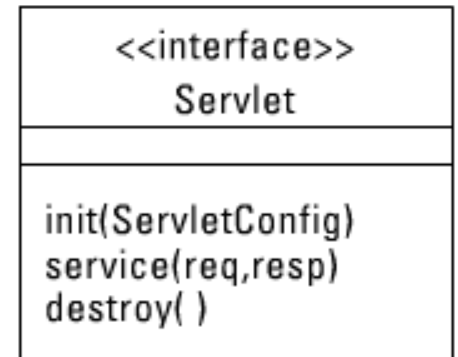 <<interface>>
Servlet
init(ServletConfig)
service(req,resp)
destroy( )